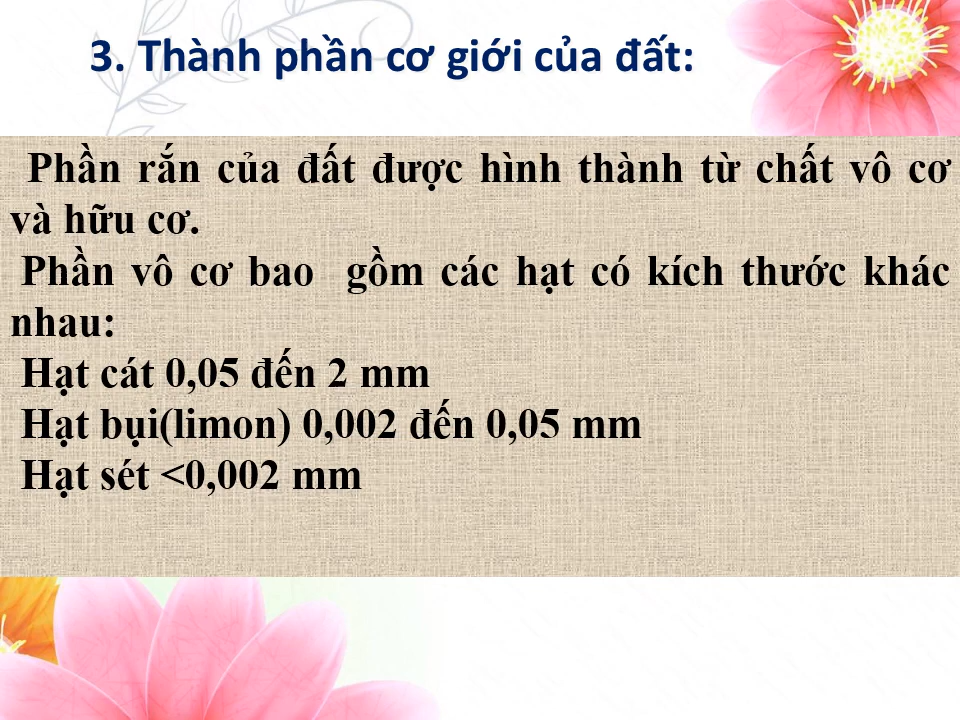 3. Thành phần cơ giới của đất:
Phần rắn của đất được hình thành từ chất vô cơ
và hữu cơ.
Phần vô cơ bao gồm các hạt có kích thước khác
nhau:
Hạt cát 0,05 đến 2 mm
Hạt bụi(limon) 0,002 đến 0,05 mm
Hạt sét <0,002 mm